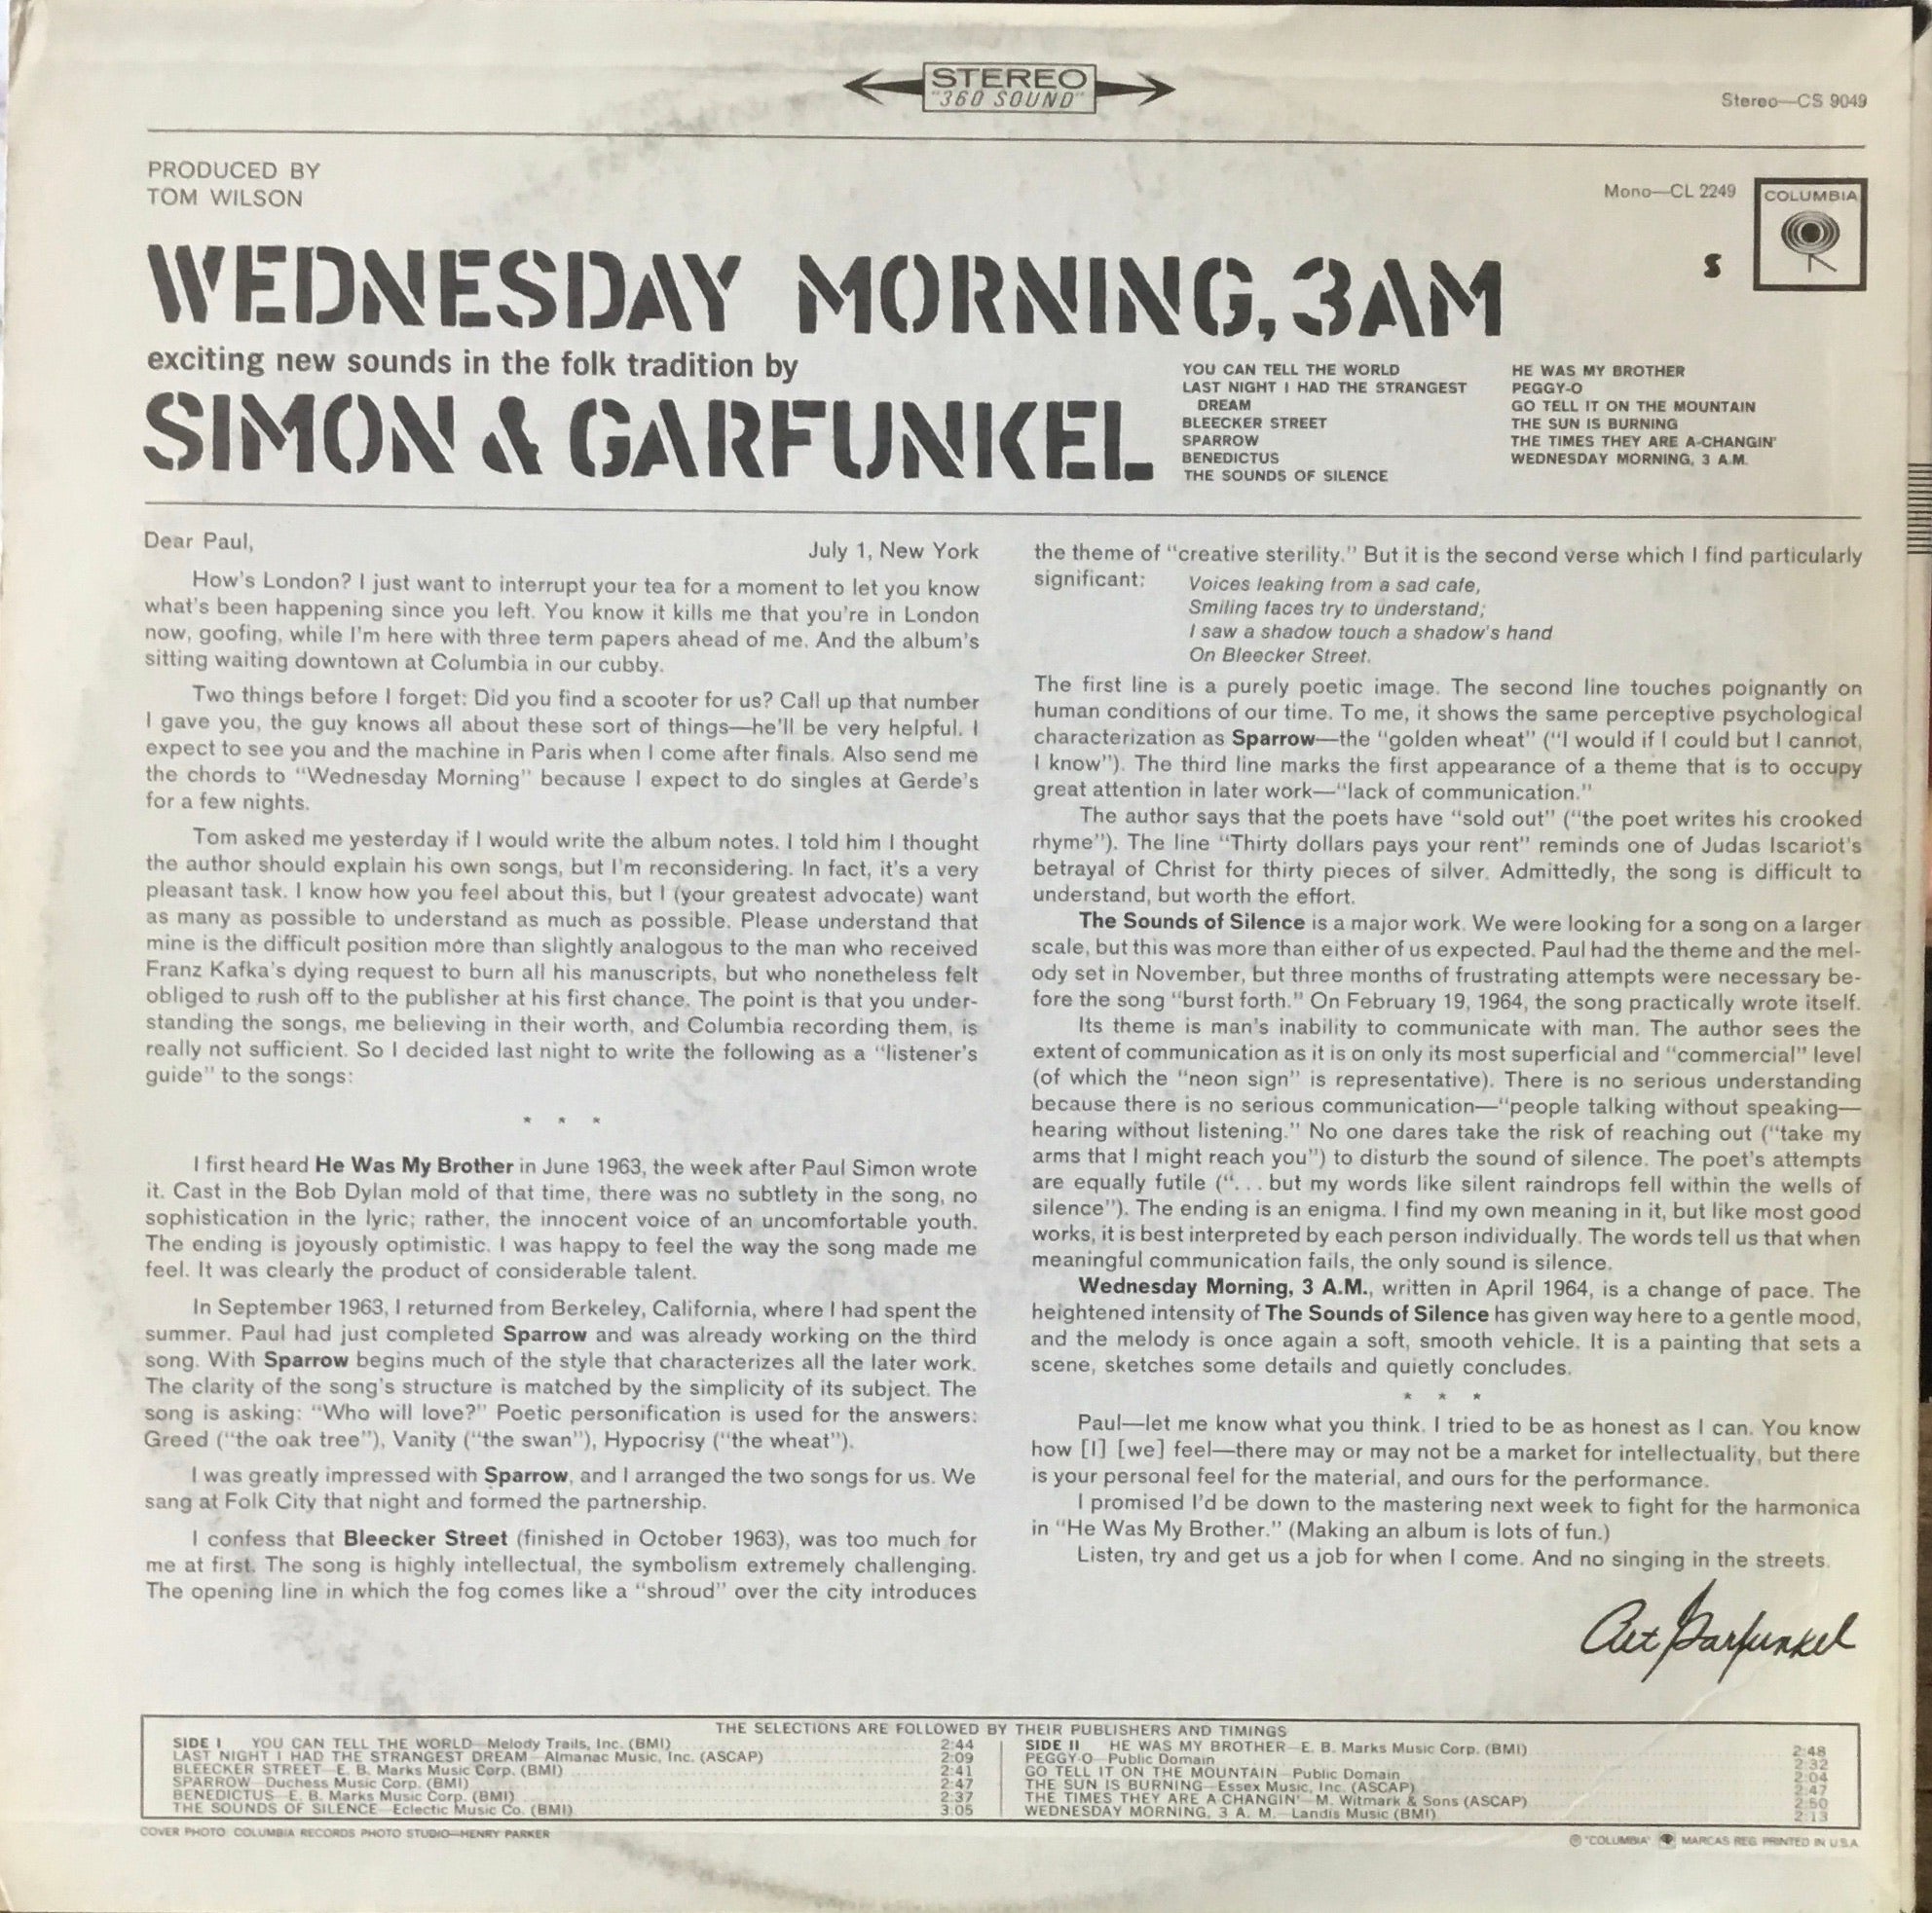 STEREO
"360 SOUND"
Stereo—CS 9049
PRODUCED BY
TOM WILSON
Mono—CL 2249
COLUMBIA
S
WEDNESDAY MORNING, 3AM
exciting new sounds in the folk tradition by
SIMON & GARFUNKEL
YOU CAN TELL THE WORLD
LAST NIGHT I HAD THE STRANGEST
DREAM
BLEECKER STREET
SPARROW
BENEDICTUS
THE SOUNDS OF SILENCE
HE WAS MY BROTHER
PEGGY-O
GO TELL IT ON THE MOUNTAIN
THE SUN IS BURNING
THE TIMES THEY ARE A-CHANGIN'
WEDNESDAY MORNING, 3 A.M.
Dear Paul,
July 1, New York
How's London? I just want to interrupt your tea for a moment to let you know
what's been happening since you left. You know it kills me that you're in London
now, goofing, while I'm here with three term papers ahead of me. And the album's
sitting waiting downtown at Columbia in our cubby.
Two things before I forget: Did you find a scooter for us? Call up that number
I gave you, the guy knows all about these sort of things—he'll be very helpful. I
expect to see you and the machine in Paris when I come after finals. Also send me
the chords to "Wednesday Morning" because I expect to do singles at Gerde's
for a few nights.
Tom asked me yesterday if I would write the album notes. I told him I thought
the author should explain his own songs, but I'm reconsidering. In fact, it's a very
pleasant task. I know how you feel about this, but I (your greatest advocate) want
as many as possible to understand as much as possible. Please understand that
mine is the difficult position more than slightly analogous to the man who received
Franz Kafka's dying request to burn all his manuscripts, but who nonetheless felt
obliged to rush off to the publisher at his first chance. The point is that you under-
standing the songs, me believing in their worth, and Columbia recording them, is
really not sufficient. So I decided last night to write the following as a "listener's
guide" to the songs:
* * *
I first heard He Was My Brother in June 1963, the week after Paul Simon wrote
it. Cast in the Bob Dylan mold of that time, there was no subtlety in the song, no
sophistication in the lyric; rather, the innocent voice of an uncomfortable youth.
The ending is joyously optimistic. I was happy to feel the way the song made me
feel. It was clearly the product of considerable talent.
In September 1963, I returned from Berkeley, California, where I had spent the
summer. Paul had just completed Sparrow and was already working on the third
song. With Sparrow begins much of the style that characterizes all the later work.
The clarity of the song's structure is matched by the simplicity of its subject. The
song is asking: "Who will love?" Poetic personification is used for the answers:
Greed ("the oak tree"), Vanity ("the swan"), Hypocrisy ("the wheat").
I was greatly impressed with Sparrow, and I arranged the two songs for us. We
sang at Folk City that night and formed the partnership.
I confess that Bleecker Street (finished in October 1963), was too much for
me at first. The song is highly intellectual, the symbolism extremely challenging.
The opening line in which the fog comes like a "shroud" over the city introduces
the theme of "creative sterility." But it is the second verse which I find particularly
significant:
Voices leaking from a sad cafe,
Smiling faces try to understand;
I saw a shadow touch a shadow's hand
On Bleecker Street.
The first line is a purely poetic image. The second line touches poignantly on
human conditions of our time. To me, it shows the same perceptive psychological
characterization as Sparrow—the "golden wheat" ("I would if I could but I cannot,
I know"). The third line marks the first appearance of a theme that is to occupy
great attention in later work—"lack of communication."
The author says that the poets have "sold out" ("the poet writes his crooked
rhyme"). The line "Thirty dollars pays your rent" reminds one of Judas Iscariot's
betrayal of Christ for thirty pieces of silver. Admittedly, the song is difficult to
understand, but worth the effort.
The Sounds of Silence is a major work. We were looking for a song on a larger
scale, but this was more than either of us expected. Paul had the theme and the mel-
ody set in November, but three months of frustrating attempts were necessary be-
fore the song "burst forth." On February 19, 1964, the song practically wrote itself.
Its theme is man's inability to communicate with man. The author sees the
extent of communication as it is on only its most superficial and "commercial" level
(of which the "neon sign" is representative). There is no serious understanding
because there is no serious communication—"people talking without speaking—
hearing without listening." No one dares take the risk of reaching out ("take my
arms that I might reach you") to disturb the sound of silence. The poet's attempts
are equally futile ("... but my words like silent raindrops fell within the wells of
silence"). The ending is an enigma. I find my own meaning in it, but like most good
works, it is best interpreted by each person individually. The words tell us that when
meaningful communication fails, the only sound is silence.
Wednesday Morning, 3 A.M., written in April 1964, is a change of pace. The
heightened intensity of The Sounds of Silence has given way here to a gentle mood,
and the melody is once again a soft, smooth vehicle. It is a painting that sets a
scene, sketches some details and quietly concludes.
* * *
Paul—let me know what you think. I tried to be as honest as I can. You know
how [I] [we] feel—there may or may not be a market for intellectuality, but there
is your personal feel for the material, and ours for the performance.
I promised I'd be down to the mastering next week to fight for the harmonica
in "He Was My Brother." (Making an album is lots of fun.)
Listen, try and get us a job for when I come. And no singing in the streets.
Art Garfunkel
THE SELECTIONS ARE FOLLOWED BY THEIR PUBLISHERS AND TIMINGS
SIDE I YOU CAN TELL THE WORLD—Melody Trails, Inc. (BMI) 2:44
LAST NIGHT I HAD THE STRANGEST DREAM—Almanac Music, Inc. (ASCAP) 2:09
BLEECKER STREET—E. B. Marks Music Corp. (BMI) 2:41
SPARROW—Duchess Music Corp. (BMI) 2:47
BENEDICTUS—E. B. Marks Music Corp. (BMI) 2:37
THE SOUNDS OF SILENCE—Eclectic Music Co. (BMI) 3:05
SIDE II HE WAS MY BROTHER—E. B. Marks Music Corp. (BMI) 2:48
PEGGY-O—Public Domain 2:32
GO TELL IT ON THE MOUNTAIN—Public Domain 2:04
THE SUN IS BURNING—Essex Music, Inc. (ASCAP) 2:47
THE TIMES THEY ARE A-CHANGIN'—M. Witmark & Sons (ASCAP) 2:50
WEDNESDAY MORNING, 3 A. M.—Landis Music (BMI) 2:13
COVER PHOTO: COLUMBIA RECORDS PHOTO STUDIO—HENRY PARKER
® "COLUMBIA" MARCAS REG. PRINTED IN U.S.A.